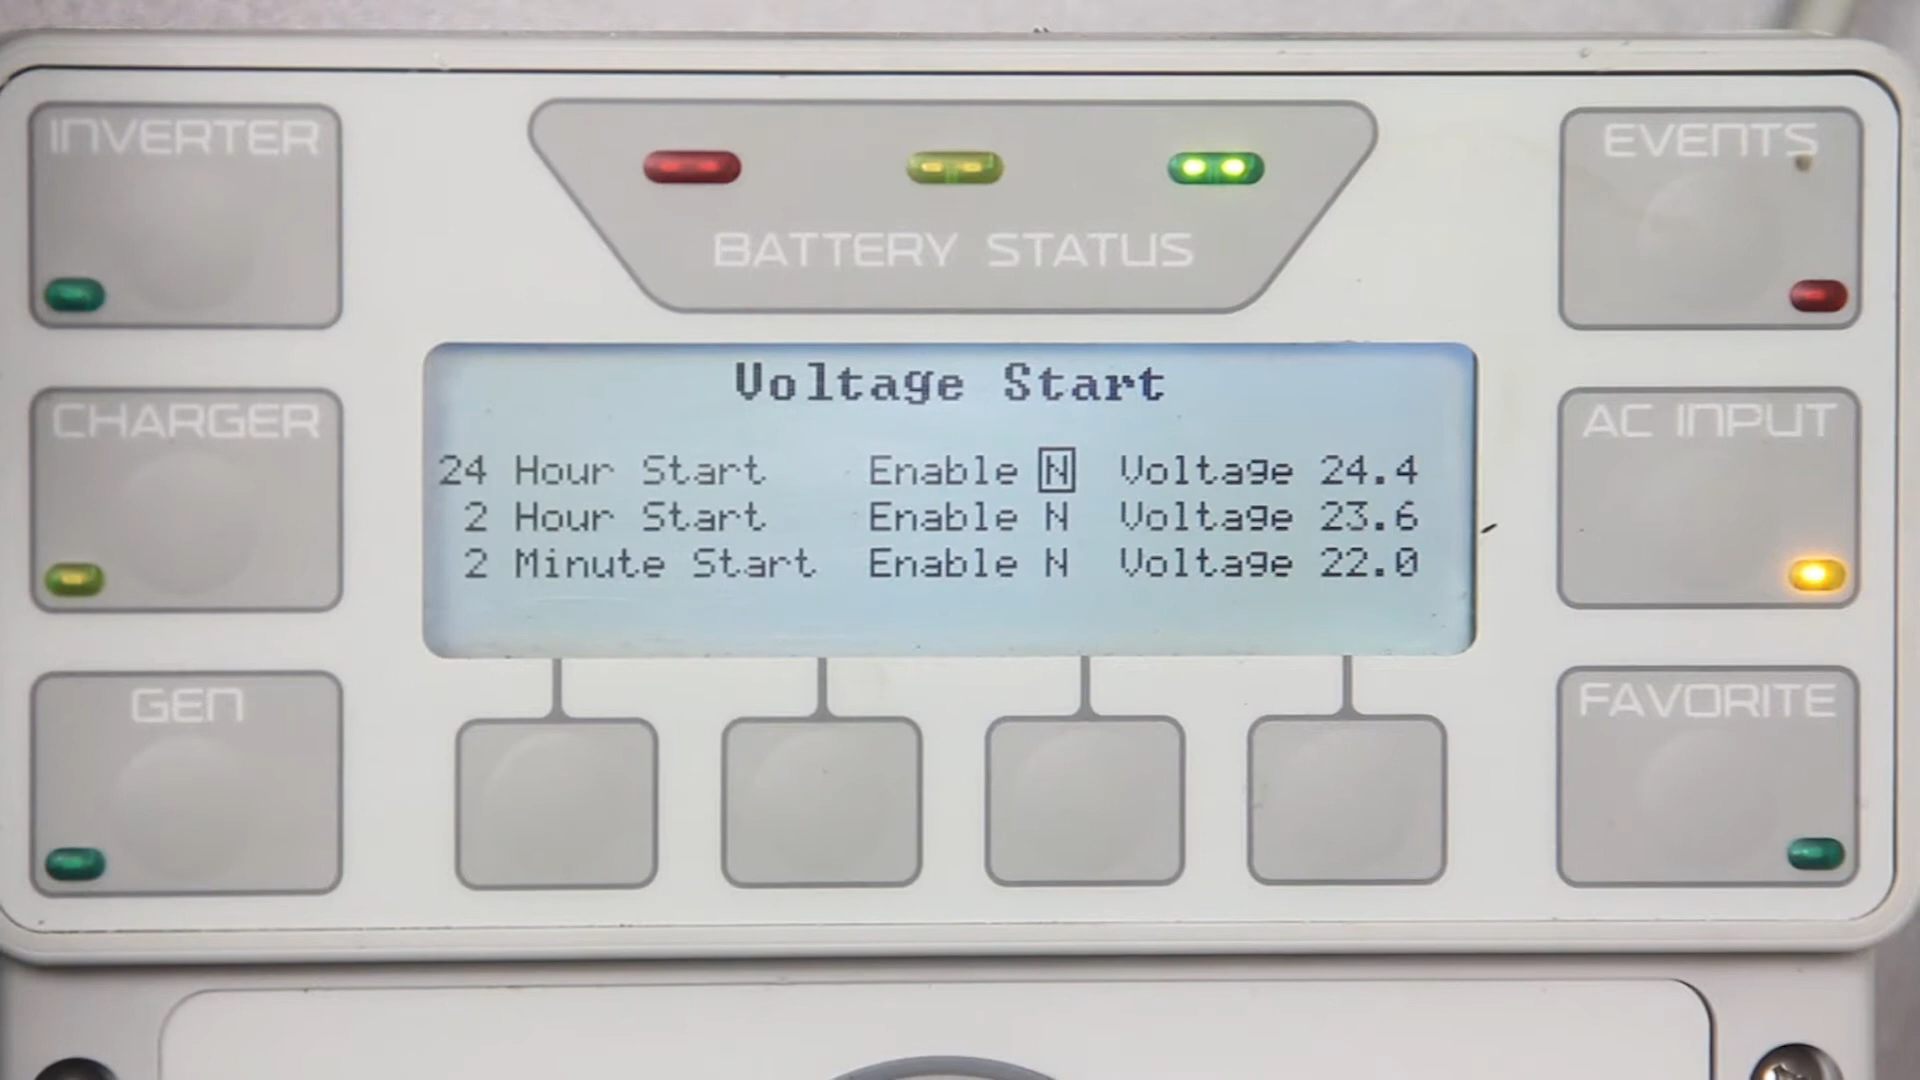 INVERTER
BATTERY STATUS
EVENTS
CHARGER
AC INPUT
Voltage Start
24 Hour Start Enable N Voltage 24.4
2 Hour Start Enable N Voltage 23.6
2 Minute Start Enable N Voltage 22.0
GEN
FAVORITE